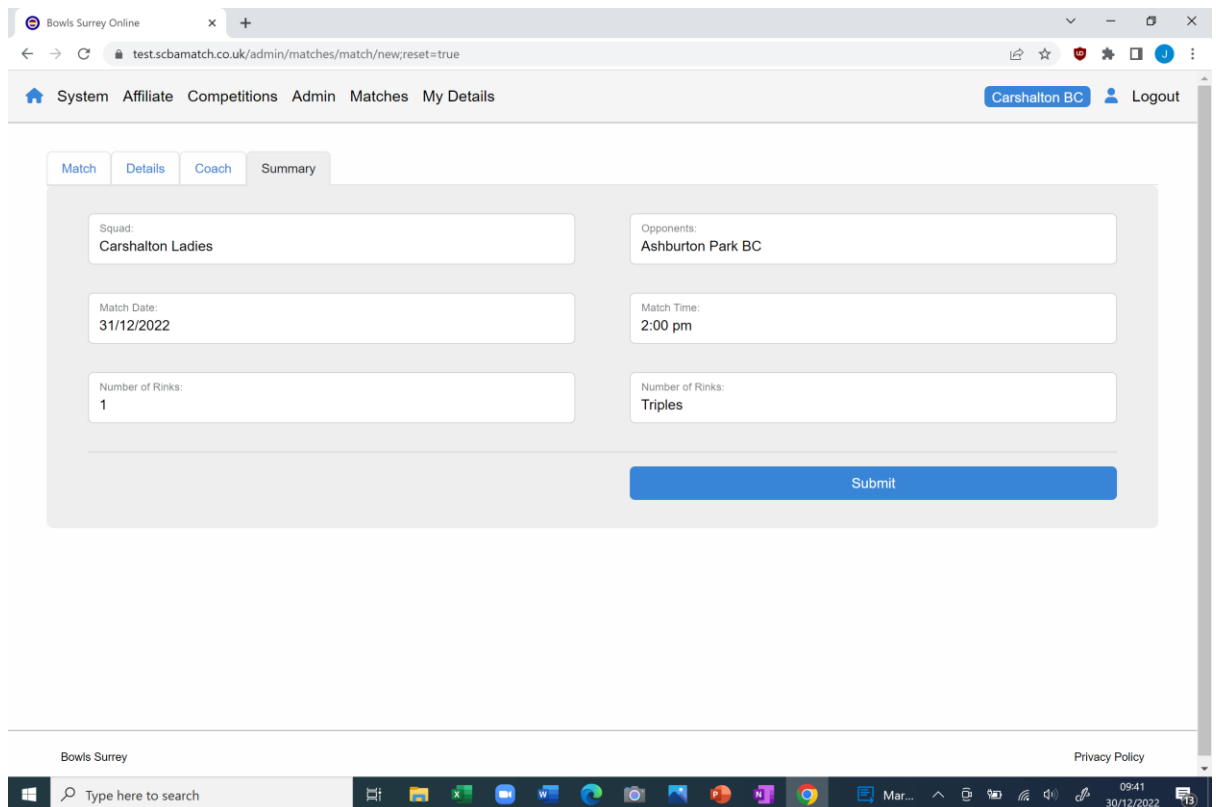 Bowls Surrey Online
test.scbamatch.co.uk/admin/matches/match/new;reset=true
J
System Affiliate Competitions Admin Matches My Details Carshalton BC Logout
Match Details Coach Summary
Squad:
Carshalton Ladies
Opponents:
Ashburton Park BC
Match Date:
31/12/2022
Match Time:
2:00 pm
Number of Rinks:
1
Number of Rinks:
Triples
Submit
Bowls Surrey Privacy Policy
Type here to search
Mar...
09:41
30/12/2022
13